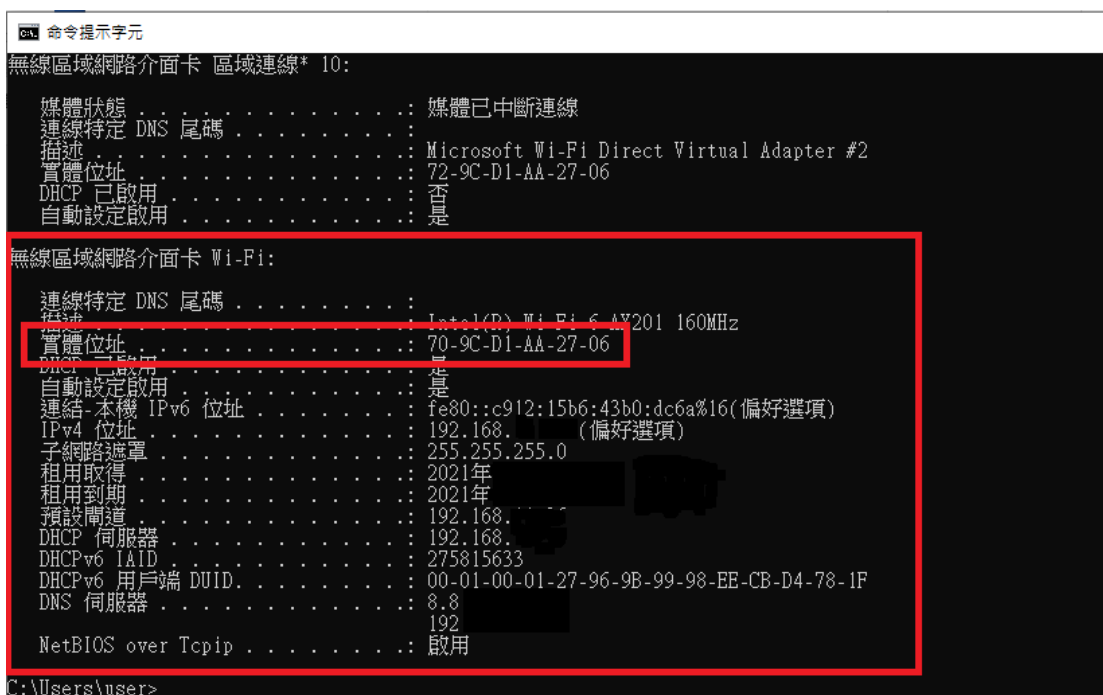 命令提示字元
無線區域網路介面卡 區域連線* 10:
媒體狀態 . . . . . . . . . . . . .: 媒體已中斷連線
連線特定 DNS 尾碼 . . . . . . . . :
描述 . . . . . . . . . . . . . . .: Microsoft Wi-Fi Direct Virtual Adapter #2
實體位址 . . . . . . . . . . . . .: 72-9C-D1-AA-27-06
DHCP 已啟用 . . . . . . . . . . . : 否
自動設定啟用 . . . . . . . . . . .: 是
無線區域網路介面卡 Wi-Fi:
連線特定 DNS 尾碼 . . . . . . . . :
描述 . . . . . . . . . . . . . . .: Intel(R) Wi-Fi 6 AX201 160MHz
實體位址 . . . . . . . . . . . . .: 70-9C-D1-AA-27-06
DHCP 已啟用 . . . . . . . . . . . : 是
自動設定啟用 . . . . . . . . . . .: 是
連結-本機 IPv6 位址 . . . . . . . : fe80::c912:15b6:43b0:dc6a%16(偏好選項)
IPv4 位址 . . . . . . . . . . . . : 192.168. (偏好選項)
子網路遮罩 . . . . . . . . . . . .: 255.255.255.0
租用取得 . . . . . . . . . . . . .: 2021年
租用到期 . . . . . . . . . . . . .: 2021年
預設閘道 . . . . . . . . . . . . .: 192.168.
DHCP 伺服器 . . . . . . . . . . . : 192.168.
DHCPv6 IAID . . . . . . . . . . . : 275815633
DHCPv6 用戶端 DUID. . . . . . . . : 00-01-00-01-27-96-9B-99-98-EE-CB-D4-78-1F
DNS 伺服器 . . . . . . . . . . . .: 8.8
192
NetBIOS over Tcpip . . . . . . . .: 啟用
C:\Users\user>